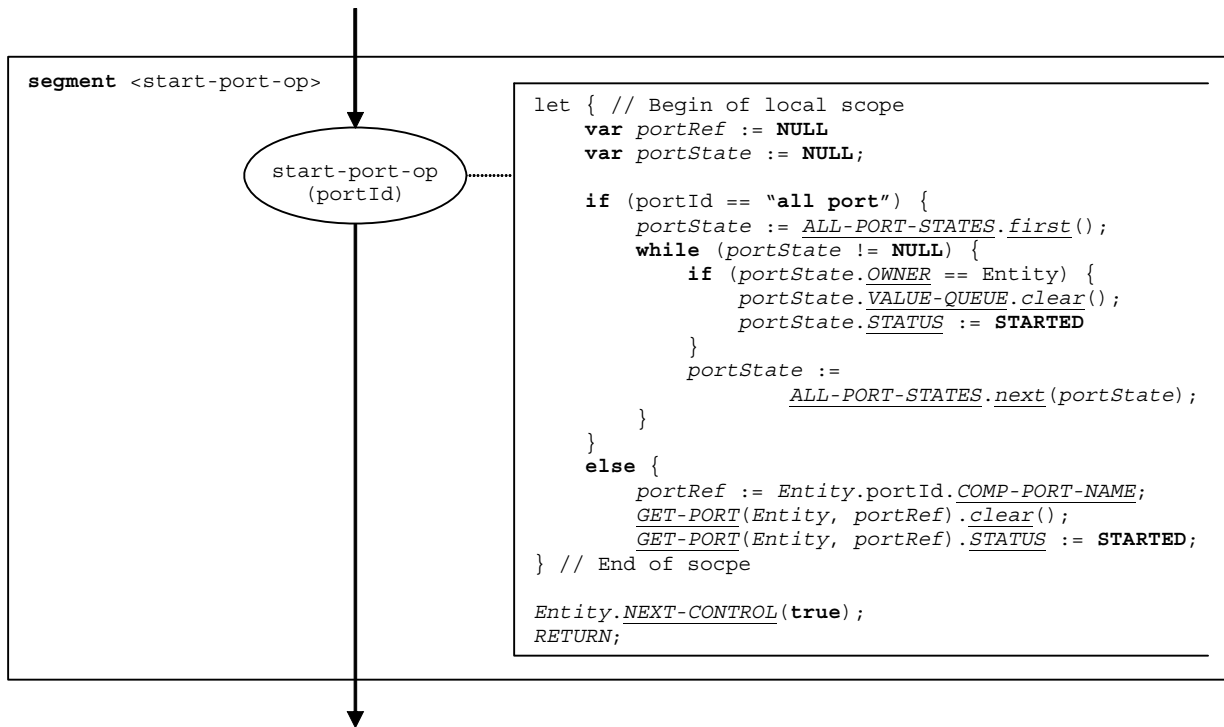 segment <start-port-op>
start-port-op
(portId)
let { // Begin of local scope
var portRef := NULL
var portState := NULL;
if (portId == “all port”) {
portState := ALL-PORT-STATES.first();
while (portState != NULL) {
if (portState.OWNER == Entity) {
portState.VALUE-QUEUE.clear();
portState.STATUS := STARTED
}
portState :=
ALL-PORT-STATES.next(portState);
}
}
else {
portRef := Entity.portId.COMP-PORT-NAME;
GET-PORT(Entity, portRef).clear();
GET-PORT(Entity, portRef).STATUS := STARTED;
} // End of socpe
Entity.NEXT-CONTROL(true);
RETURN;